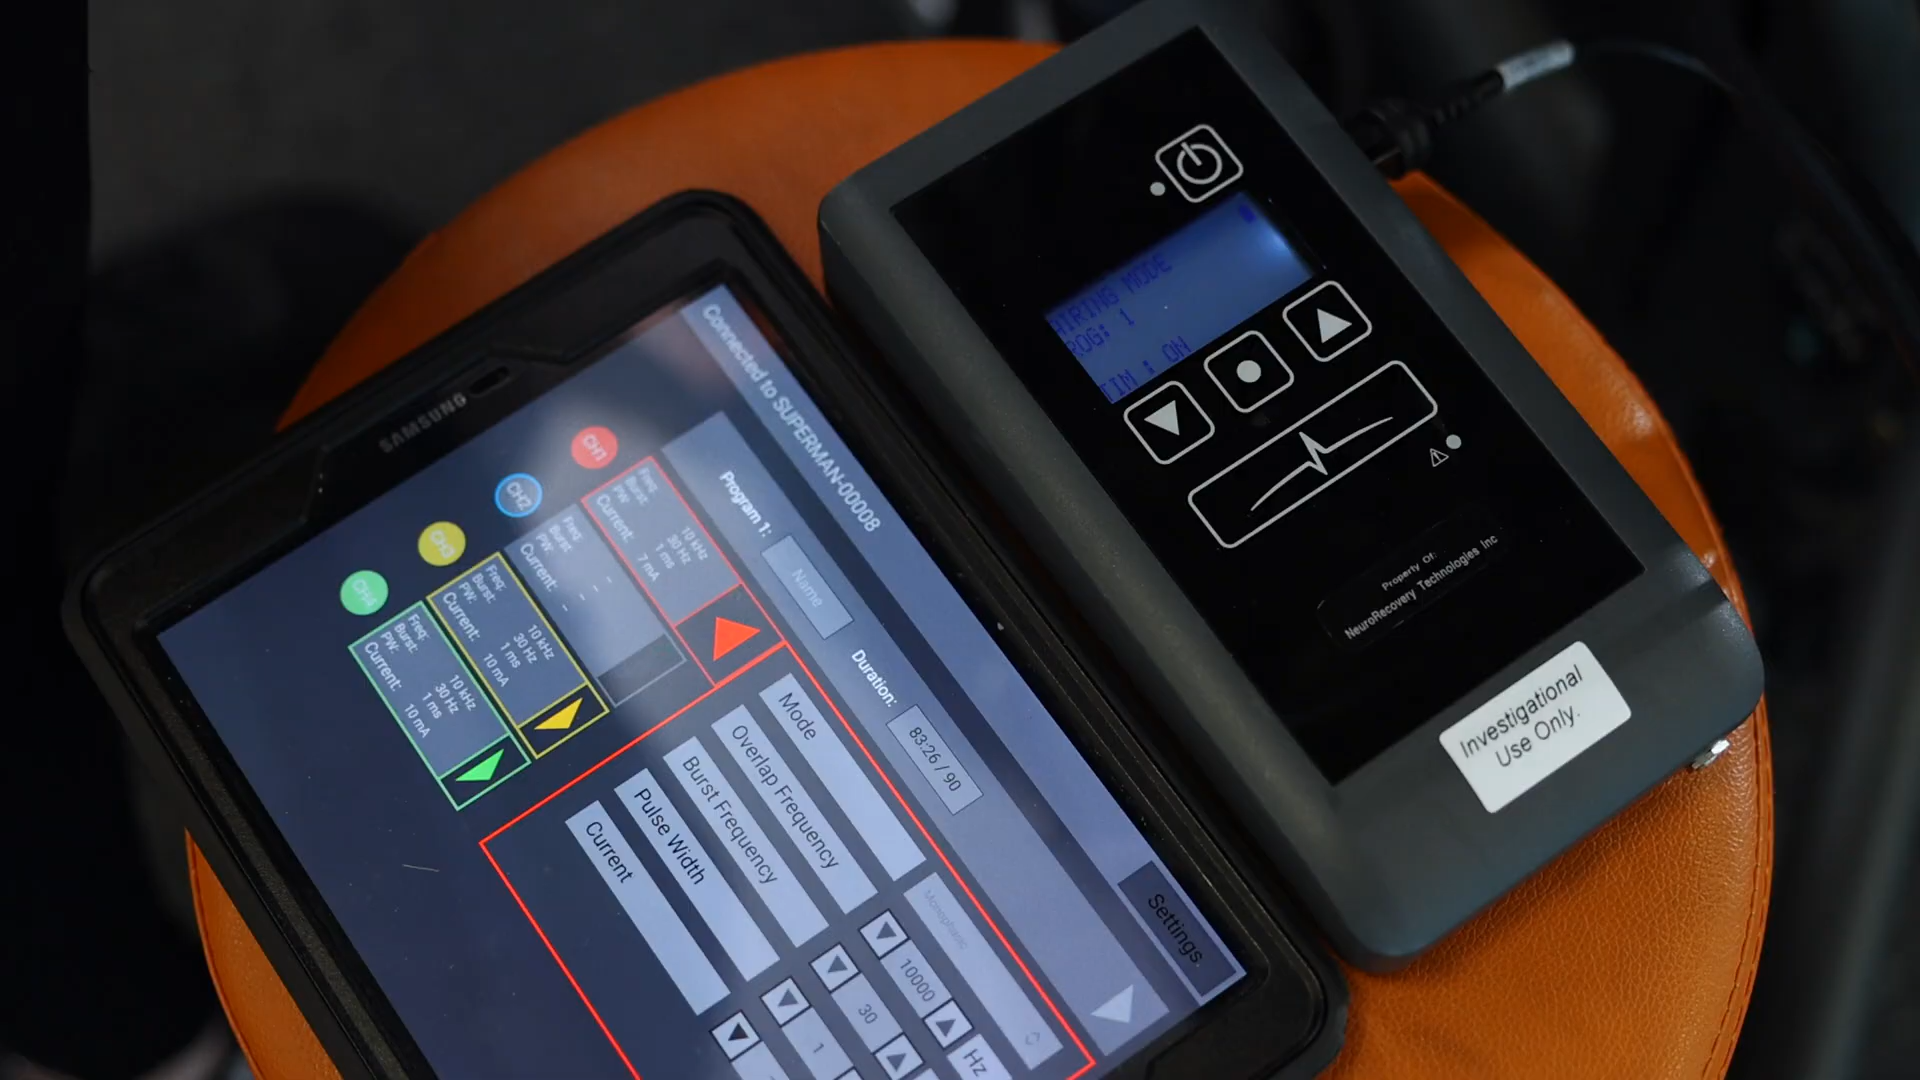 SAMSUNG
Connected to SUPERMAN-00008
Settings
Program 1:
Name
Duration:
83:26 / 90
CH1
Freq: 10 kHz
Burst: 30 Hz
PW: 1 ms
Current: 7 mA
CH2
Freq: -
Burst: -
PW: -
Current: -
CH3
Freq: 10 kHz
Burst: 30 Hz
PW: 1 ms
Current: 10 mA
CH4
Freq: 10 kHz
Burst: 30 Hz
PW: 1 ms
Current: 10 mA
Mode
Monophasic
Overlap Frequency
10000
Hz
Burst Frequency
30
Pulse Width
1
Current
AIRING MODE
ROG: 1
TIM : ON
Property Of:
NeuroRecovery Technologies Inc
Investigational
Use Only.